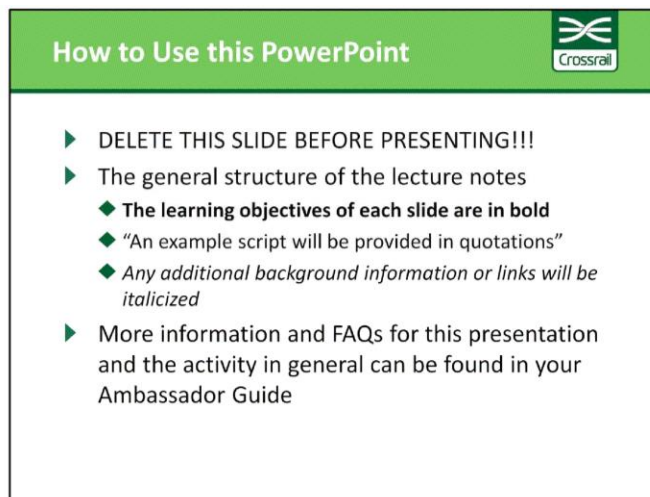 How to Use this PowerPoint
Crossrail
DELETE THIS SLIDE BEFORE PRESENTING!!!
The general structure of the lecture notes
The learning objectives of each slide are in bold
“An example script will be provided in quotations”
Any additional background information or links will be
italicized
More information and FAQs for this presentation
and the activity in general can be found in your
Ambassador Guide